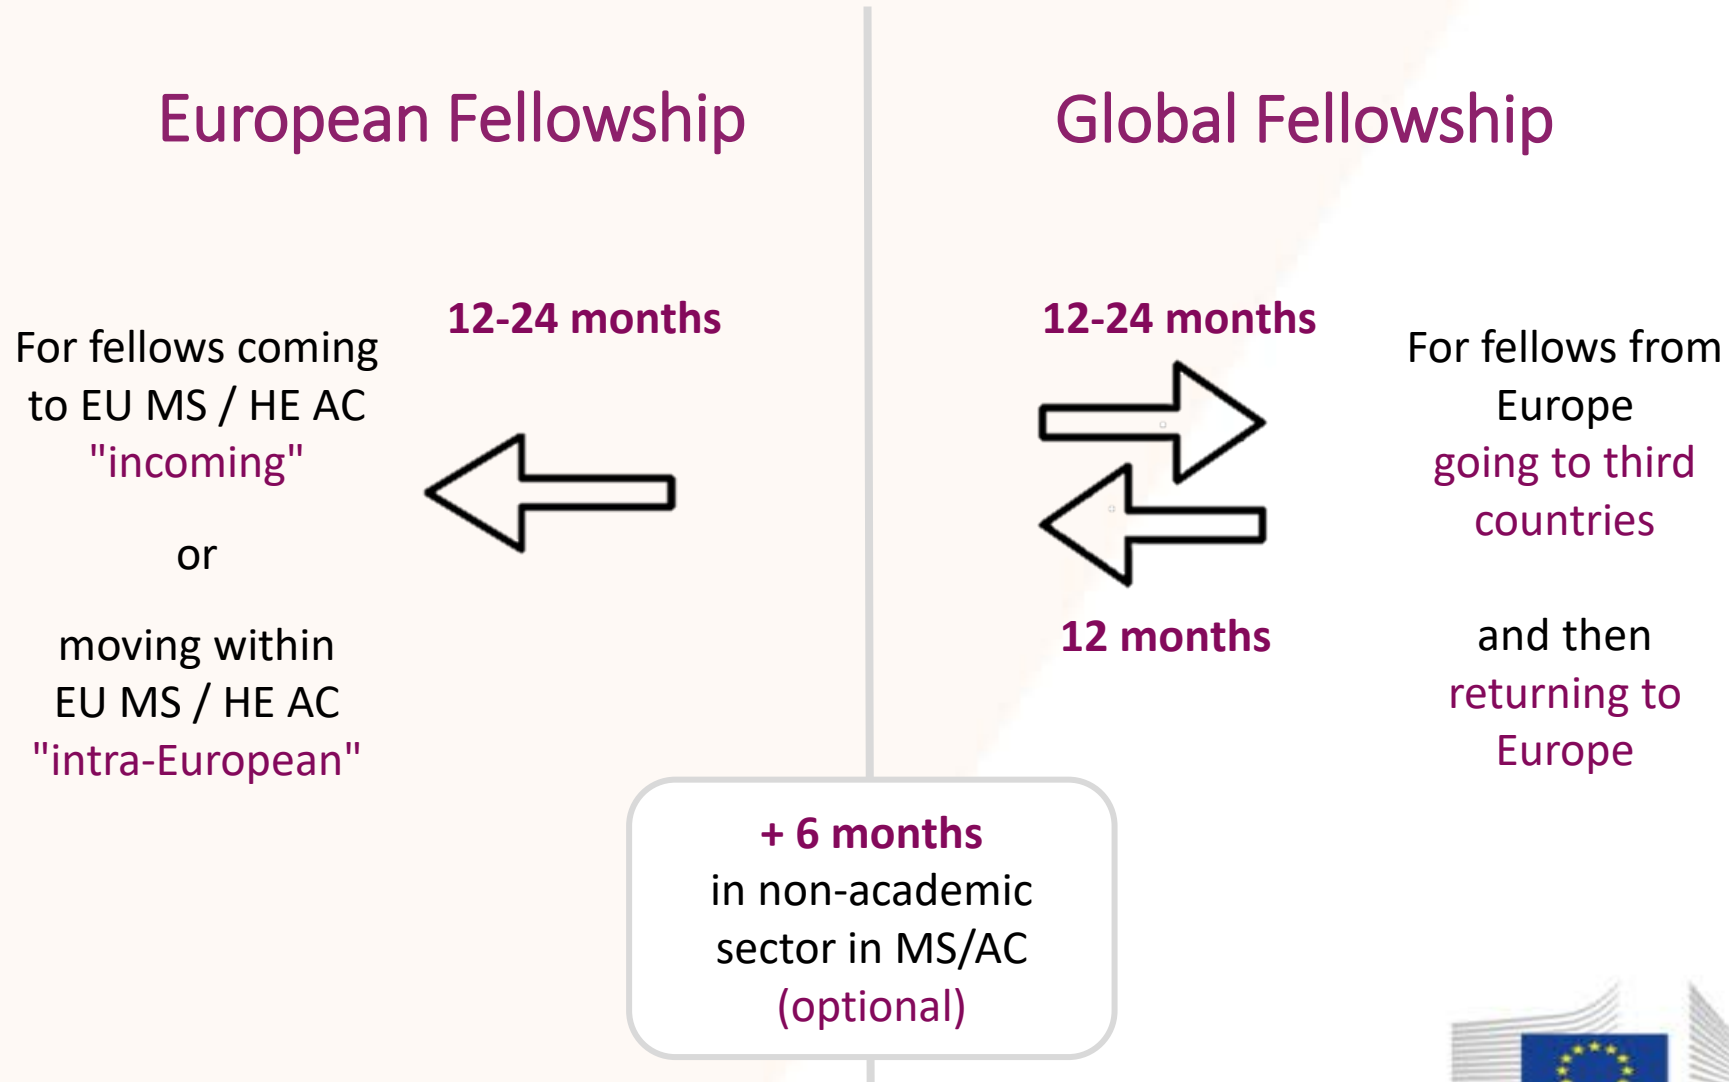 European Fellowship
12-24 months
For fellows coming
to EU MS / HE AC
"incoming"
or
moving within
EU MS / HE AC
"intra-European"
Global Fellowship
12-24 months
12 months
For fellows from
Europe
going to third
countries
and then
returning to
Europe
+ 6 months
in non-academic
sector in MS/AC
(optional)